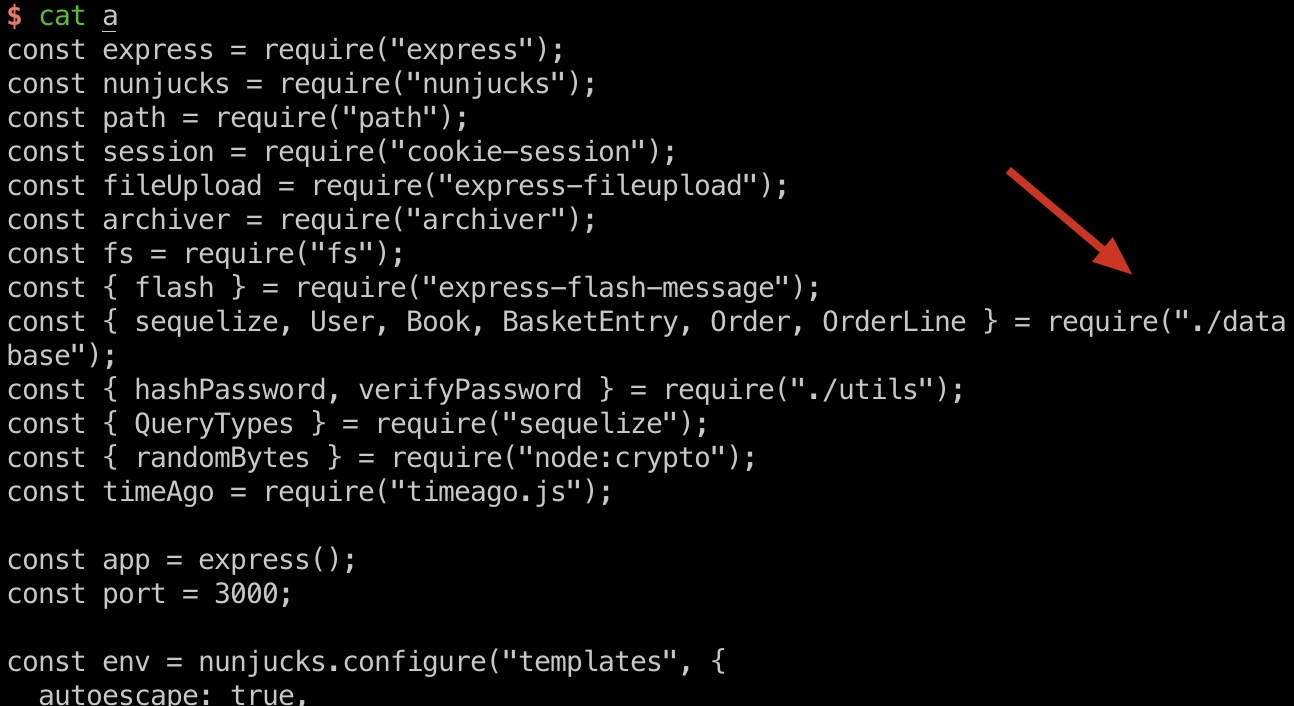 $ cat a
const express = require("express");
const nunjucks = require("nunjucks");
const path = require("path");
const session = require("cookie-session");
const fileUpload = require("express-fileupload");
const archiver = require("archiver");
const fs = require("fs");
const { flash } = require("express-flash-message");
const { sequelize, User, Book, BasketEntry, Order, OrderLine } = require("./data
base");
const { hashPassword, verifyPassword } = require("./utils");
const { QueryTypes } = require("sequelize");
const { randomBytes } = require("node:crypto");
const timeAgo = require("timeago.js");

const app = express();
const port = 3000;

const env = nunjucks.configure("templates", {
  autoescape: true,